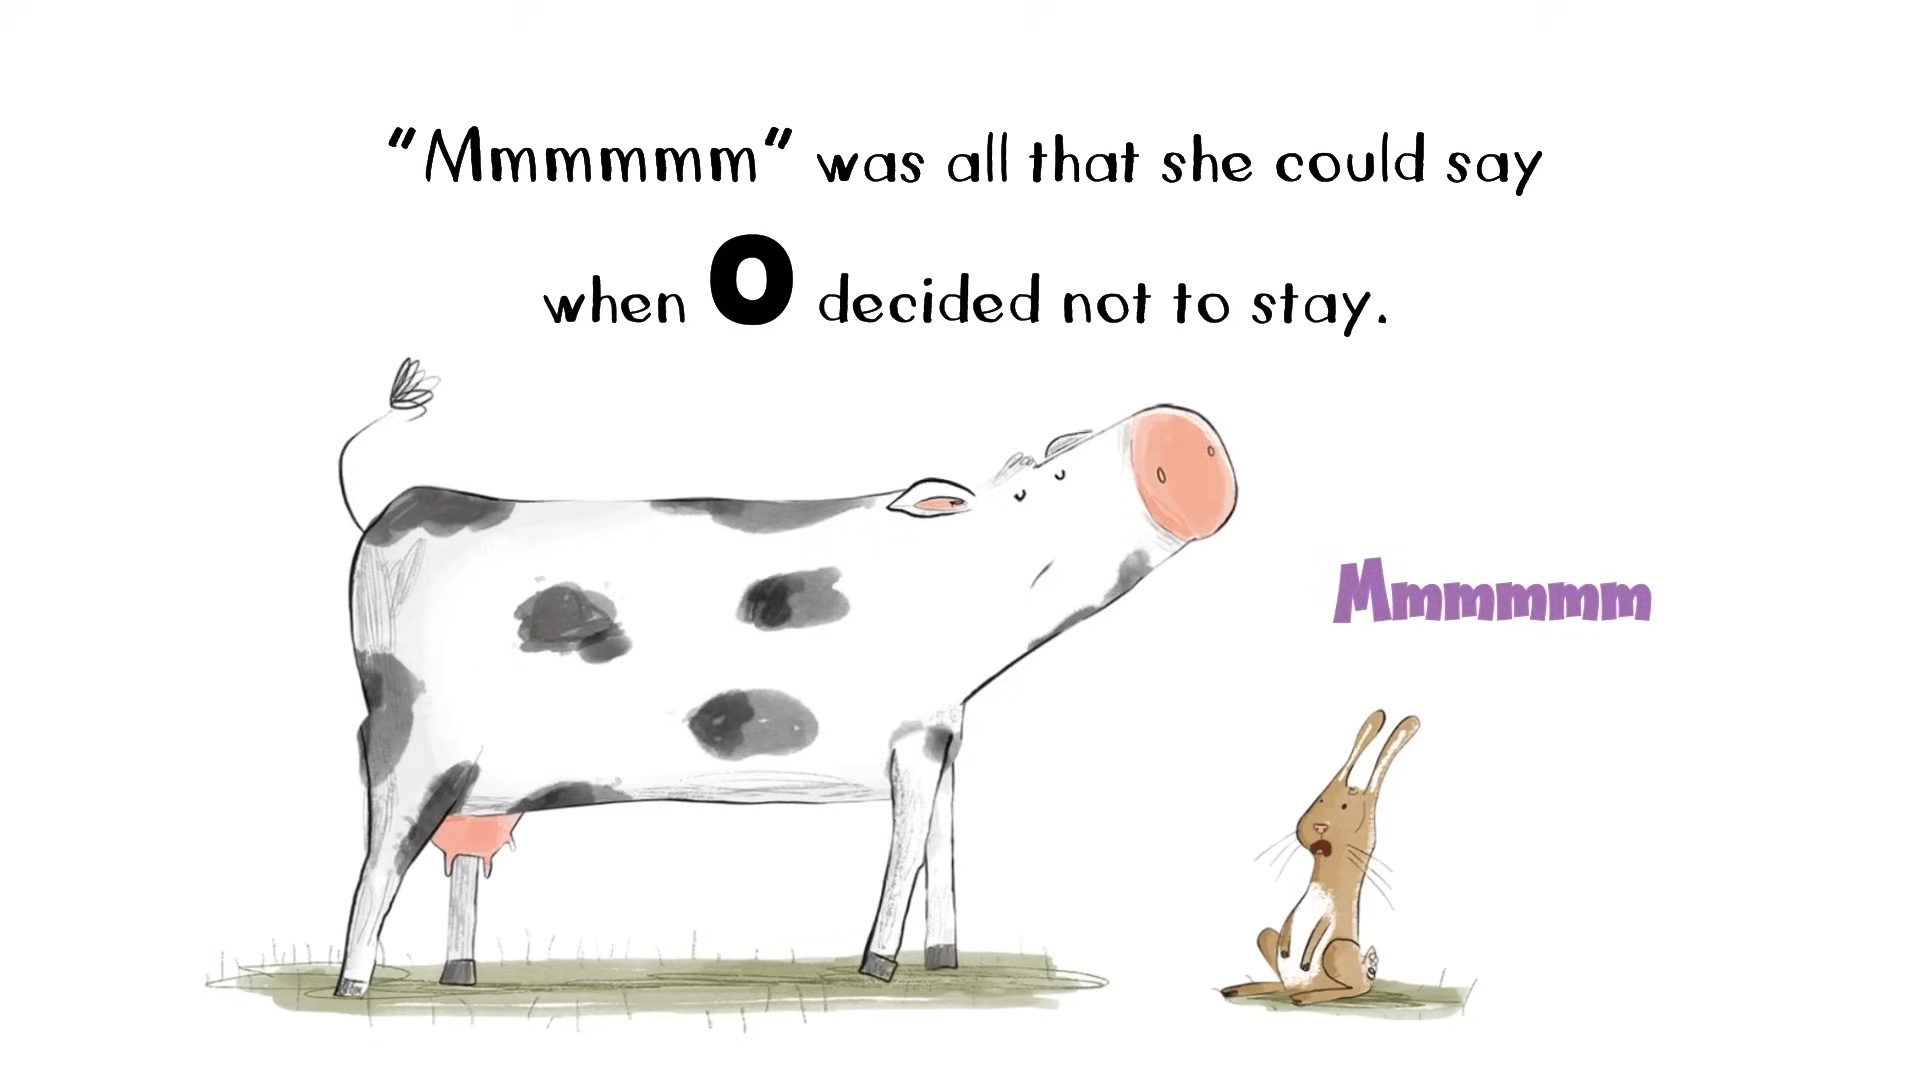 "Mmmmmm" was all that she could say
when O decided not to stay.
Mmmmmm